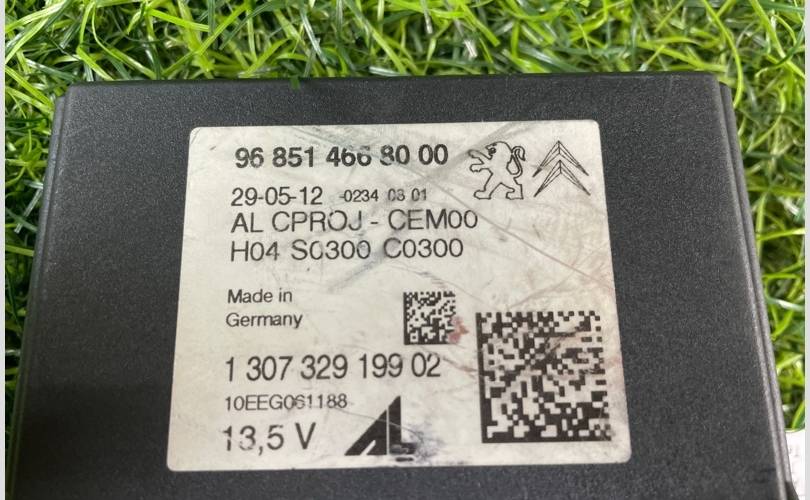 96 851 466 80 00
29-05-12 -0234 03 01
AL CPROJ - CEM00
H04 S0300 C0300
Made in
Germany
1 307 329 199 02
10EEG061188
13,5 V
AL